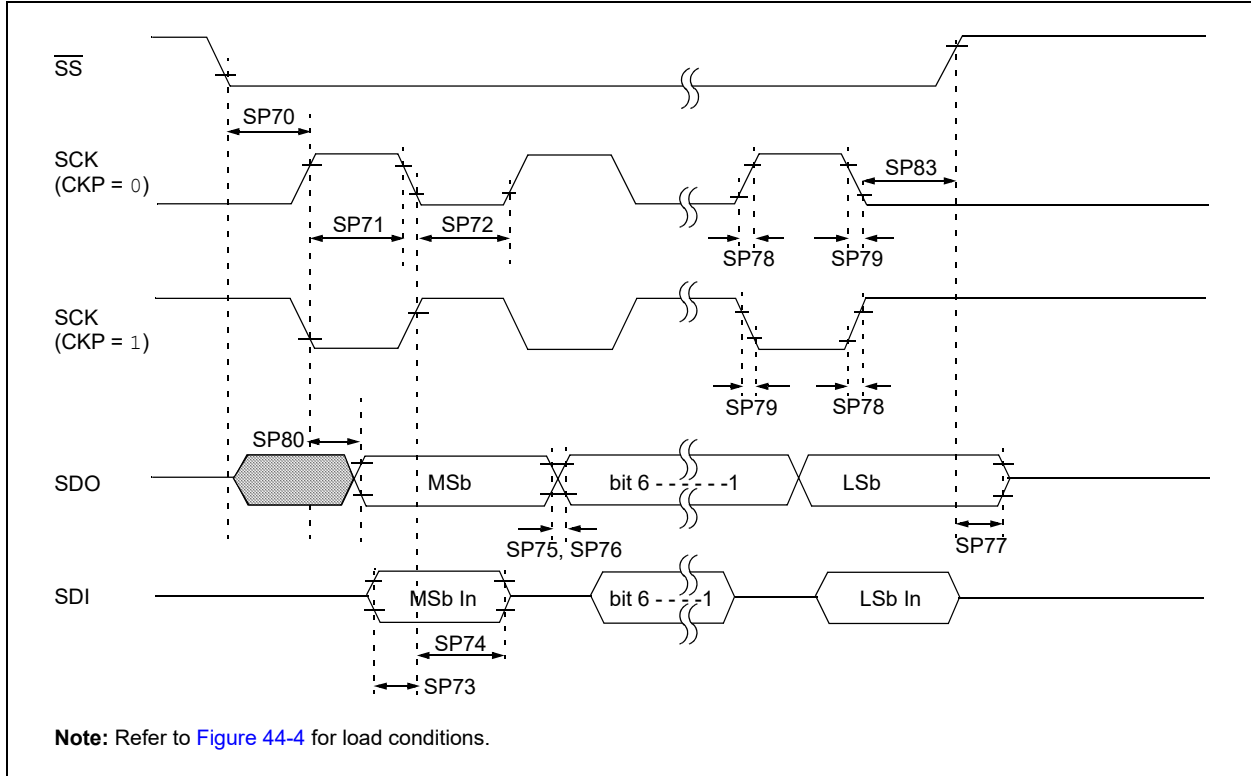 SS
SP70
SCK
(CKP = 0)
SP83
SP71
SP72
SP78
SP79
SCK
(CKP = 1)
SP79
SP78
SP80
SDO
MSb
bit 6 - - - - - -1
LSb
SP75, SP76
SP77
SDI
MSb In
bit 6 - - - -1
LSb In
SP74
SP73
Note: Refer to Figure 44-4 for load conditions.